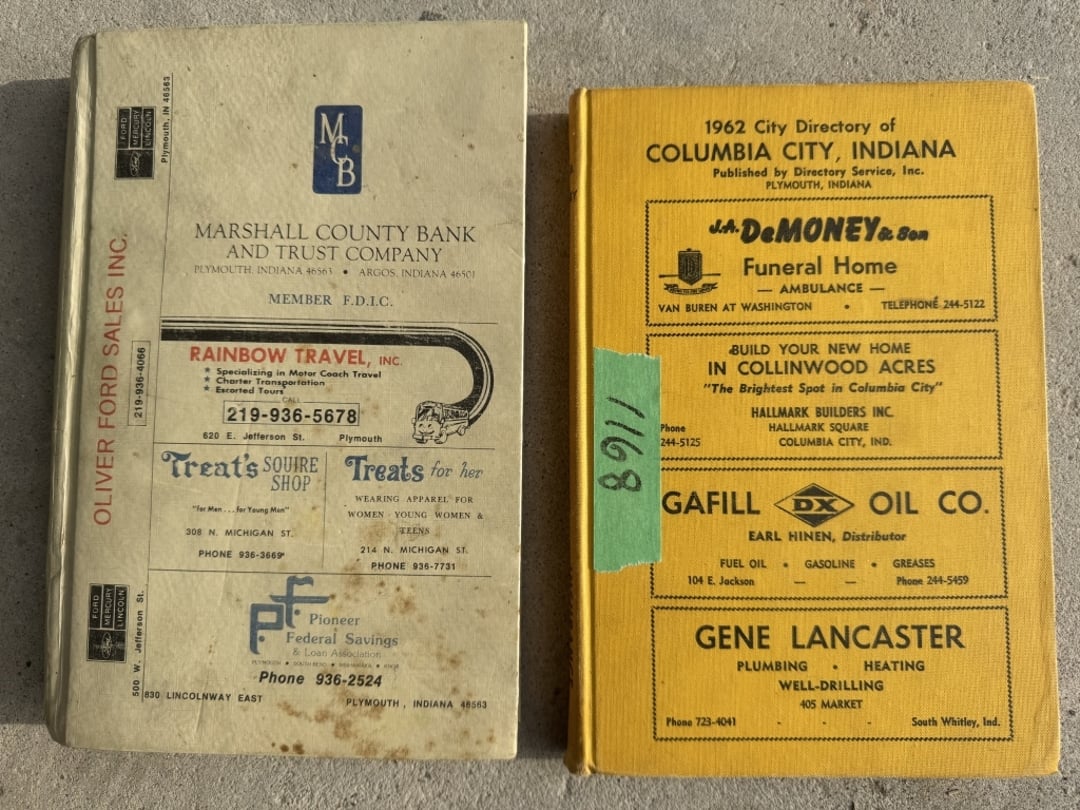 FORD
MERCURY
LINCOLN
Ford
Plymouth, IN 46563
OLIVER FORD SALES INC.
219-936-4066
FORD
MERCURY
LINCOLN
Ford
500 W. Jefferson St.
MCB
MARSHALL COUNTY BANK
AND TRUST COMPANY
PLYMOUTH, INDIANA 46563 • ARGOS, INDIANA 46501
MEMBER F.D.I.C.
RAINBOW TRAVEL, INC.
★ Specializing in Motor Coach Travel
★ Charter Transportation
★ Escorted Tours
CALL
219-936-5678
620 E. Jefferson St. Plymouth
Treat's SQUIRE
SHOP
"for Men . . . for Young Men"
308 N. MICHIGAN ST.
PHONE 936-3669
Treats for her
WEARING APPAREL FOR
WOMEN YOUNG WOMEN &
TEENS
214 N. MICHIGAN ST.
PHONE 936-7731
pf
Pioneer
Federal Savings
& Loan Association
PLYMOUTH • SOUTH BEND •
Phone 936-2524
830 LINCOLNWAY EAST PLYMOUTH, INDIANA 46563
1962 City Directory of
COLUMBIA CITY, INDIANA
Published by Directory Service, Inc.
PLYMOUTH, INDIANA
J.A. DeMONEY & Son
Funeral Home
— AMBULANCE —
VAN BUREN AT WASHINGTON • TELEPHONE 244-5122
BUILD YOUR NEW HOME
IN COLLINWOOD ACRES
"The Brightest Spot in Columbia City"
HALLMARK BUILDERS INC.
Phone HALLMARK SQUARE
244-5125 COLUMBIA CITY, IND.
1168
GAFILL DX OIL CO.
EARL HINEN, Distributor
FUEL OIL • GASOLINE • GREASES
104 E. Jackson — — Phone 244-5459
GENE LANCASTER
PLUMBING • HEATING
WELL-DRILLING
405 MARKET
Phone 723-4041 - - - South Whitley, Ind.